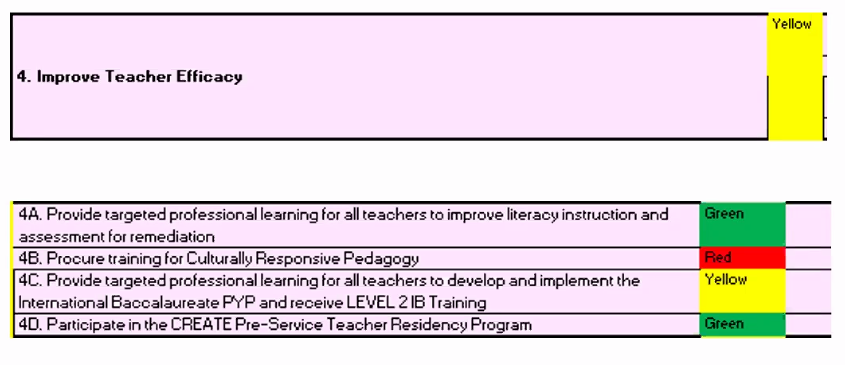 Yellow
4. Improve Teacher Efficacy
4A. Provide targeted professional learning for all teachers to improve literacy instruction and Green
assessment for remediation
4B. Procure training for Culturally Responsive Pedagogy Red
4C. Provide targeted professional learning for all teachers to develop and implement the Yellow
International Baccalaureate PYP and receive LEVEL 2 IB Training
4D. Participate in the CREATE Pre-Service Teacher Residency Program Green